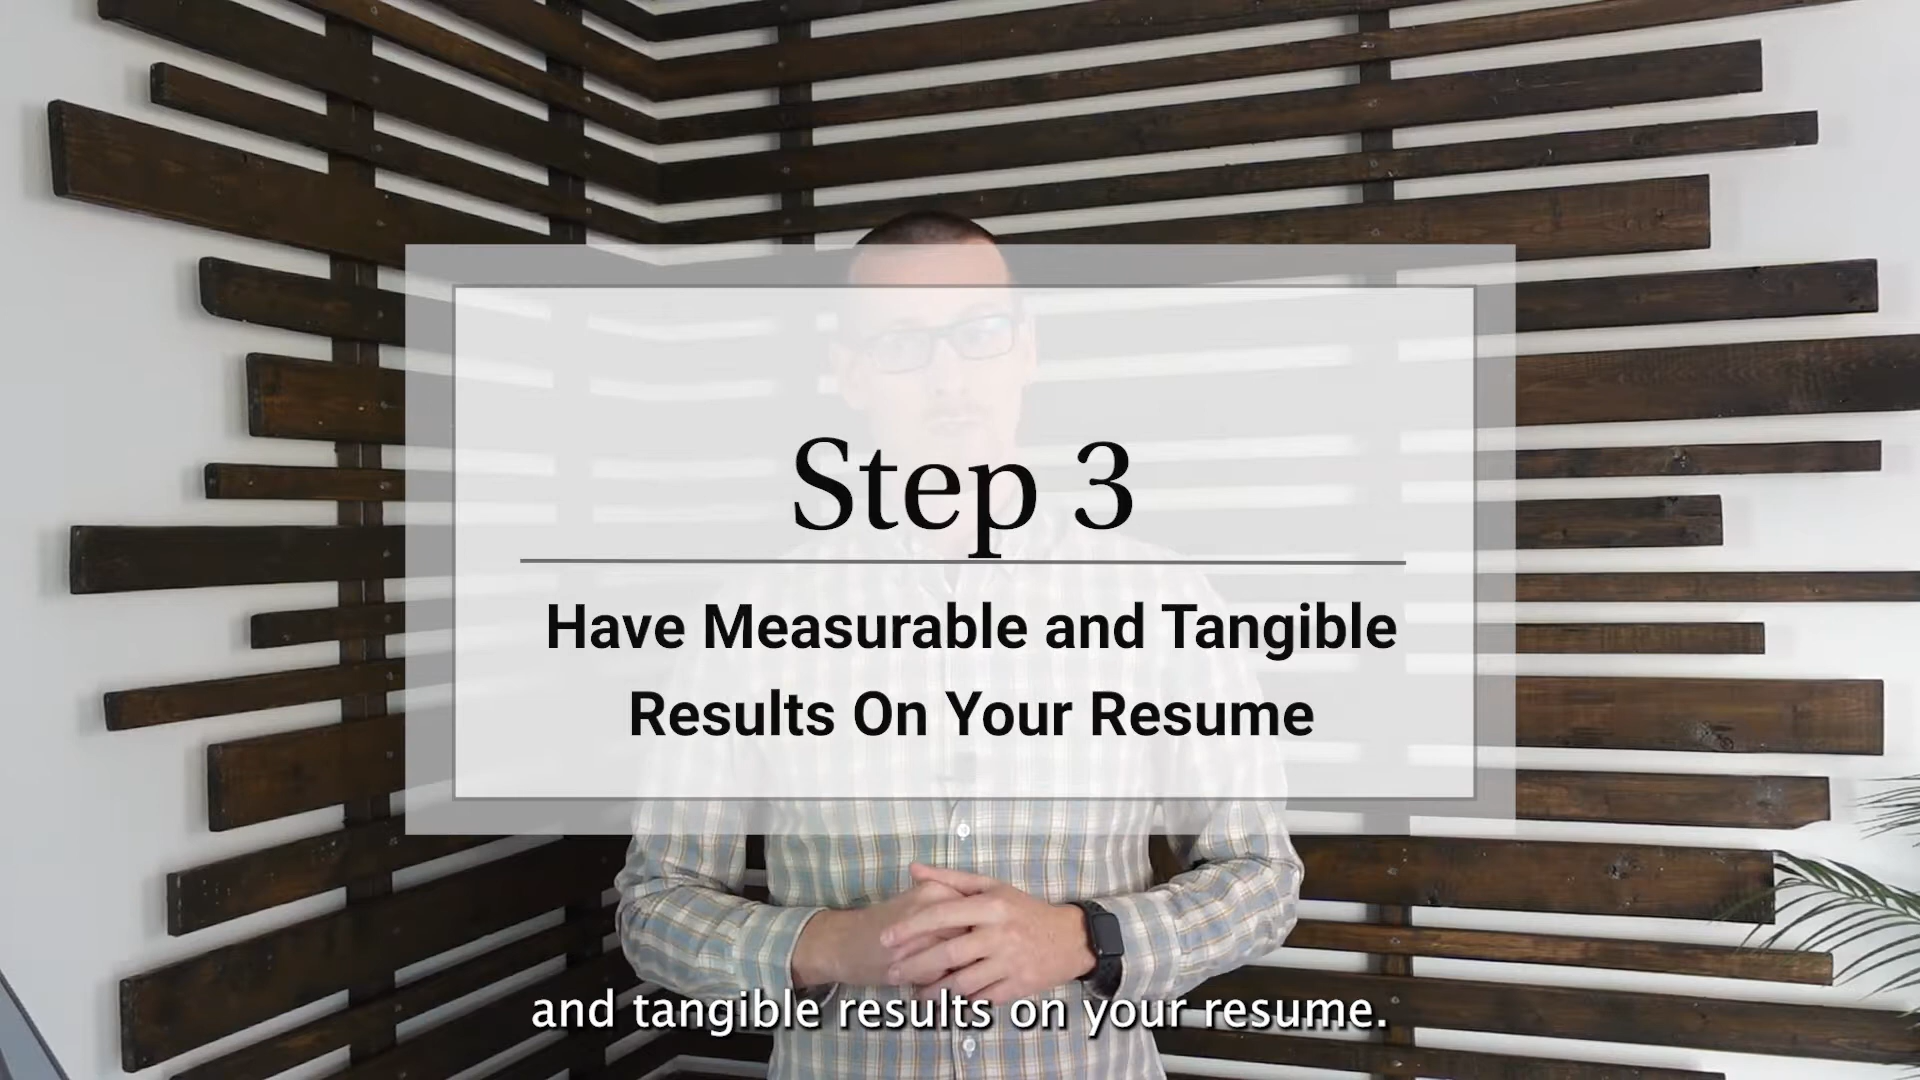 Step 3
Have Measurable and Tangible
Results On Your Resume
and tangible results on your resume.